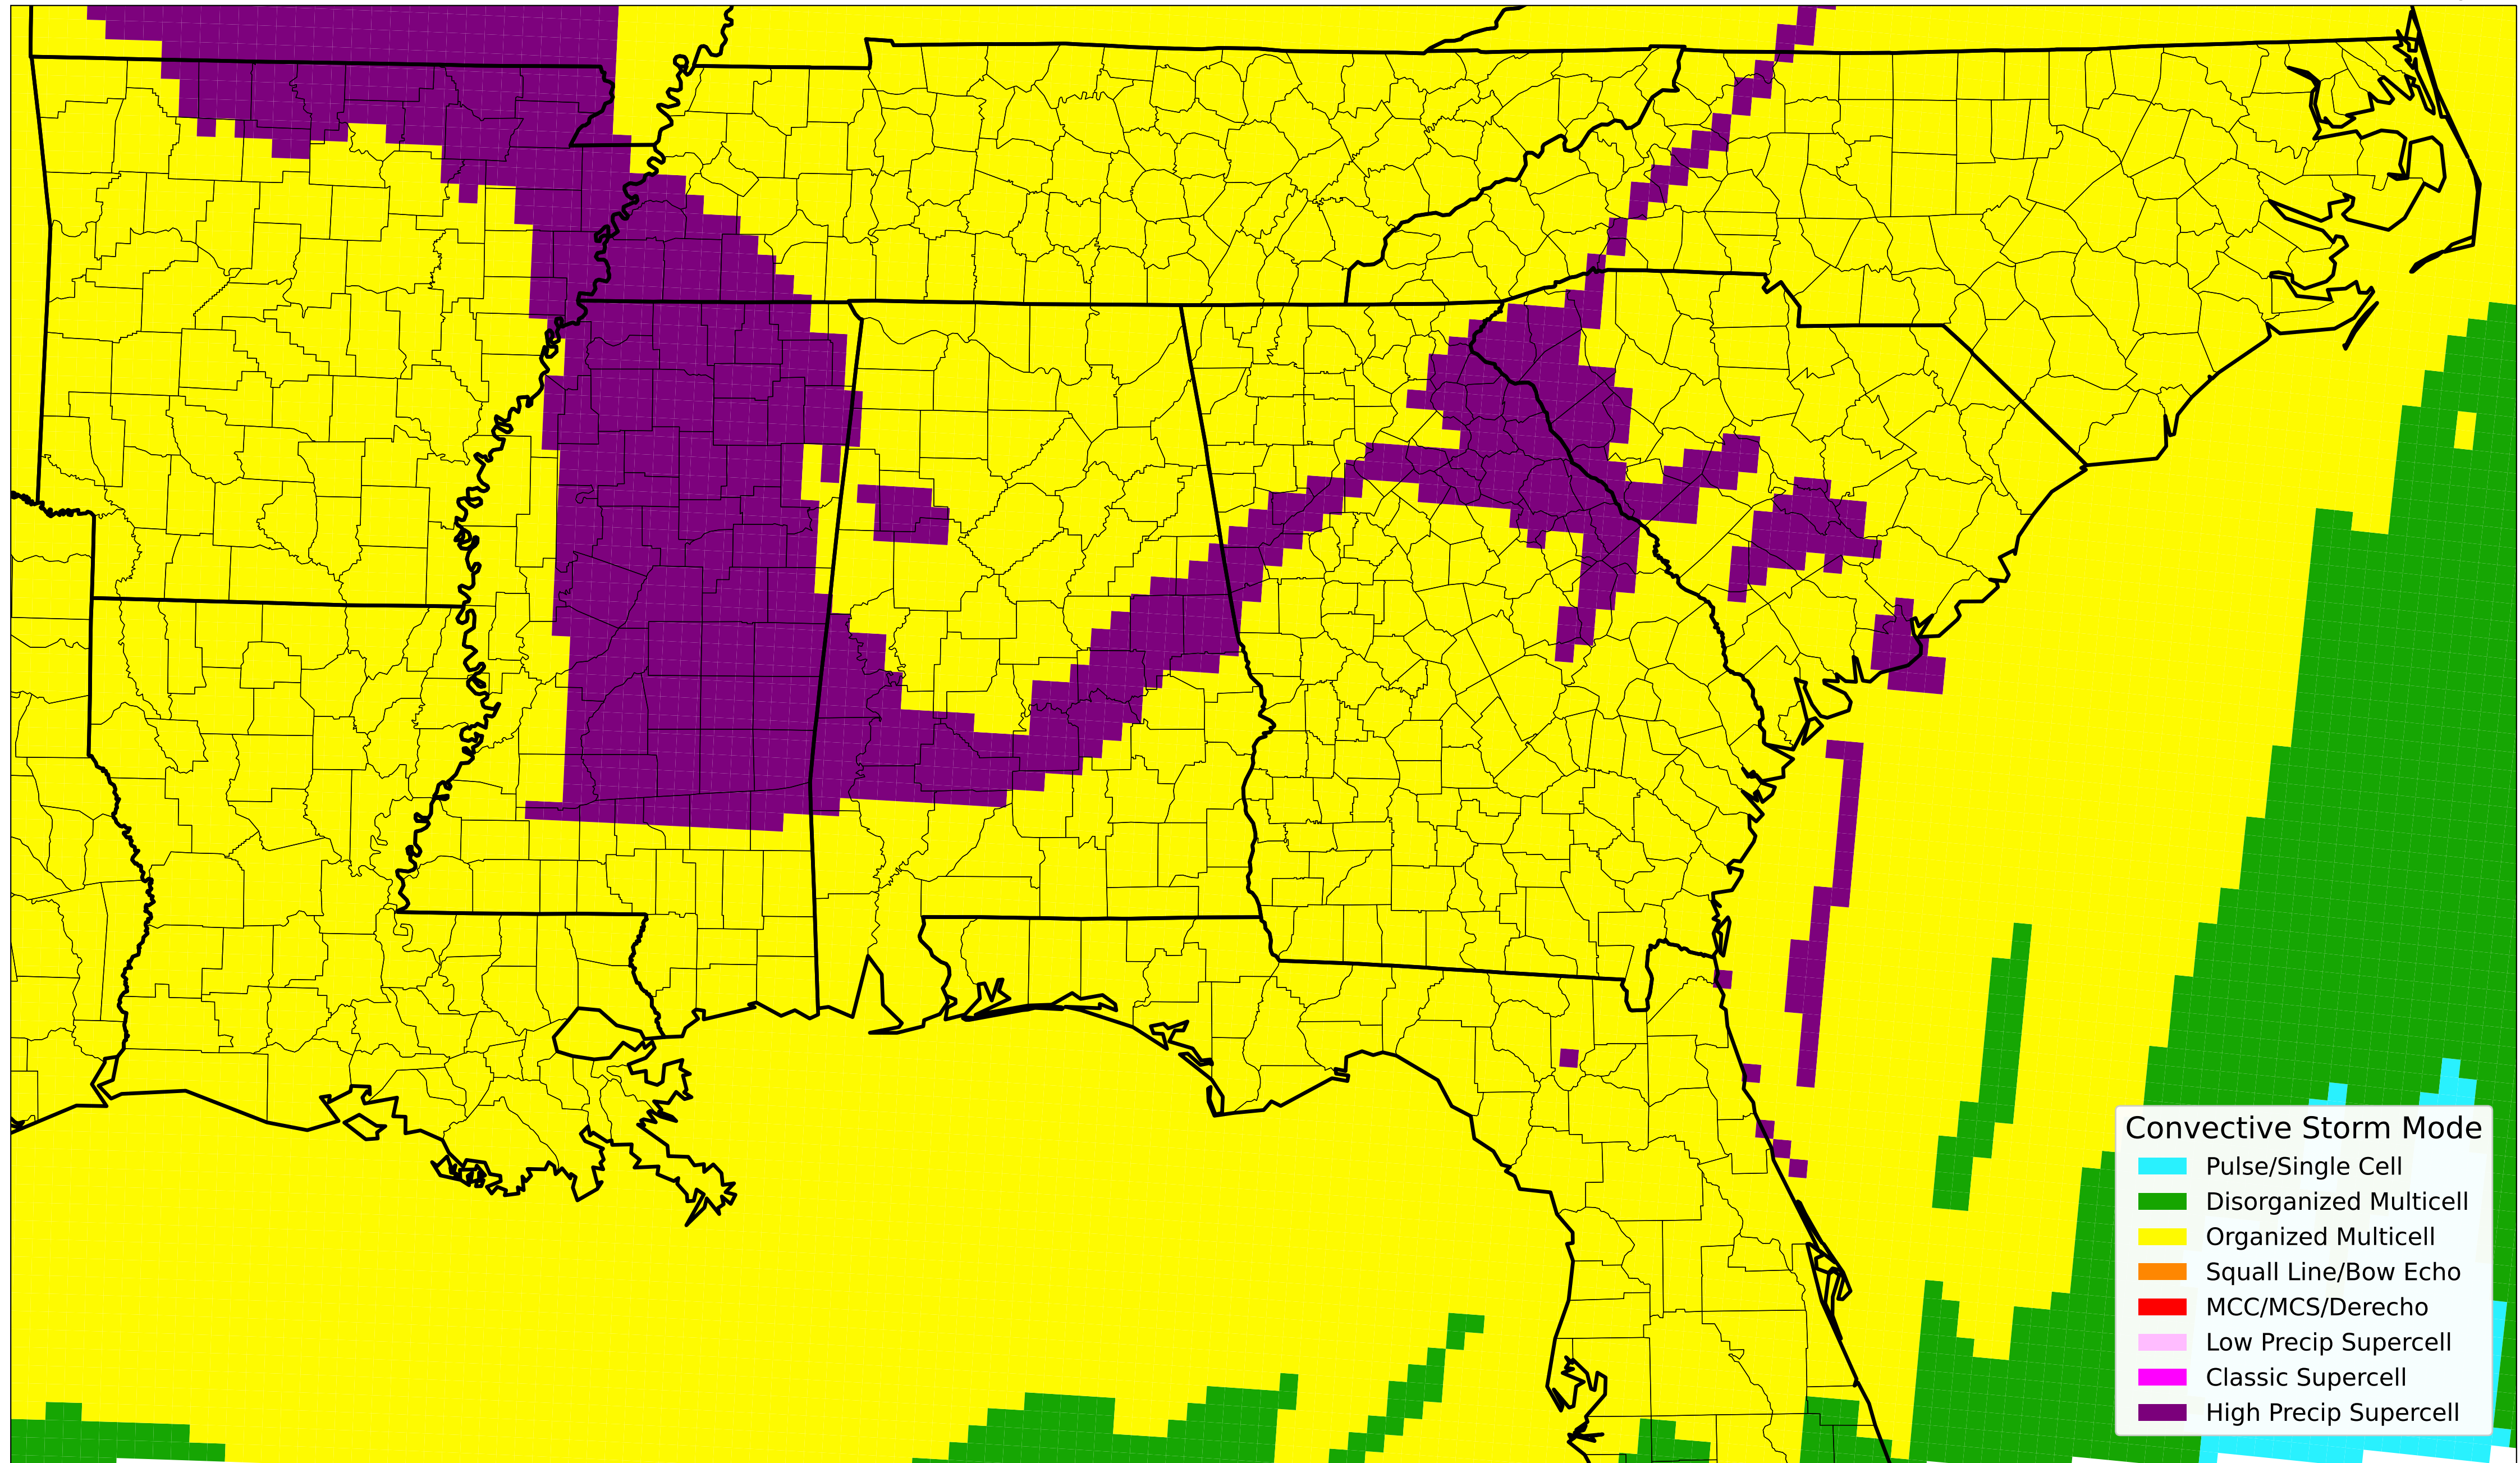 Convective Storm Mode
Pulse/Single Cell
Disorganized Multicell
Organized Multicell
Squall Line/Bow Echo
MCC/MCS/Derecho
Low Precip Supercell
Classic Supercell
High Precip Supercell